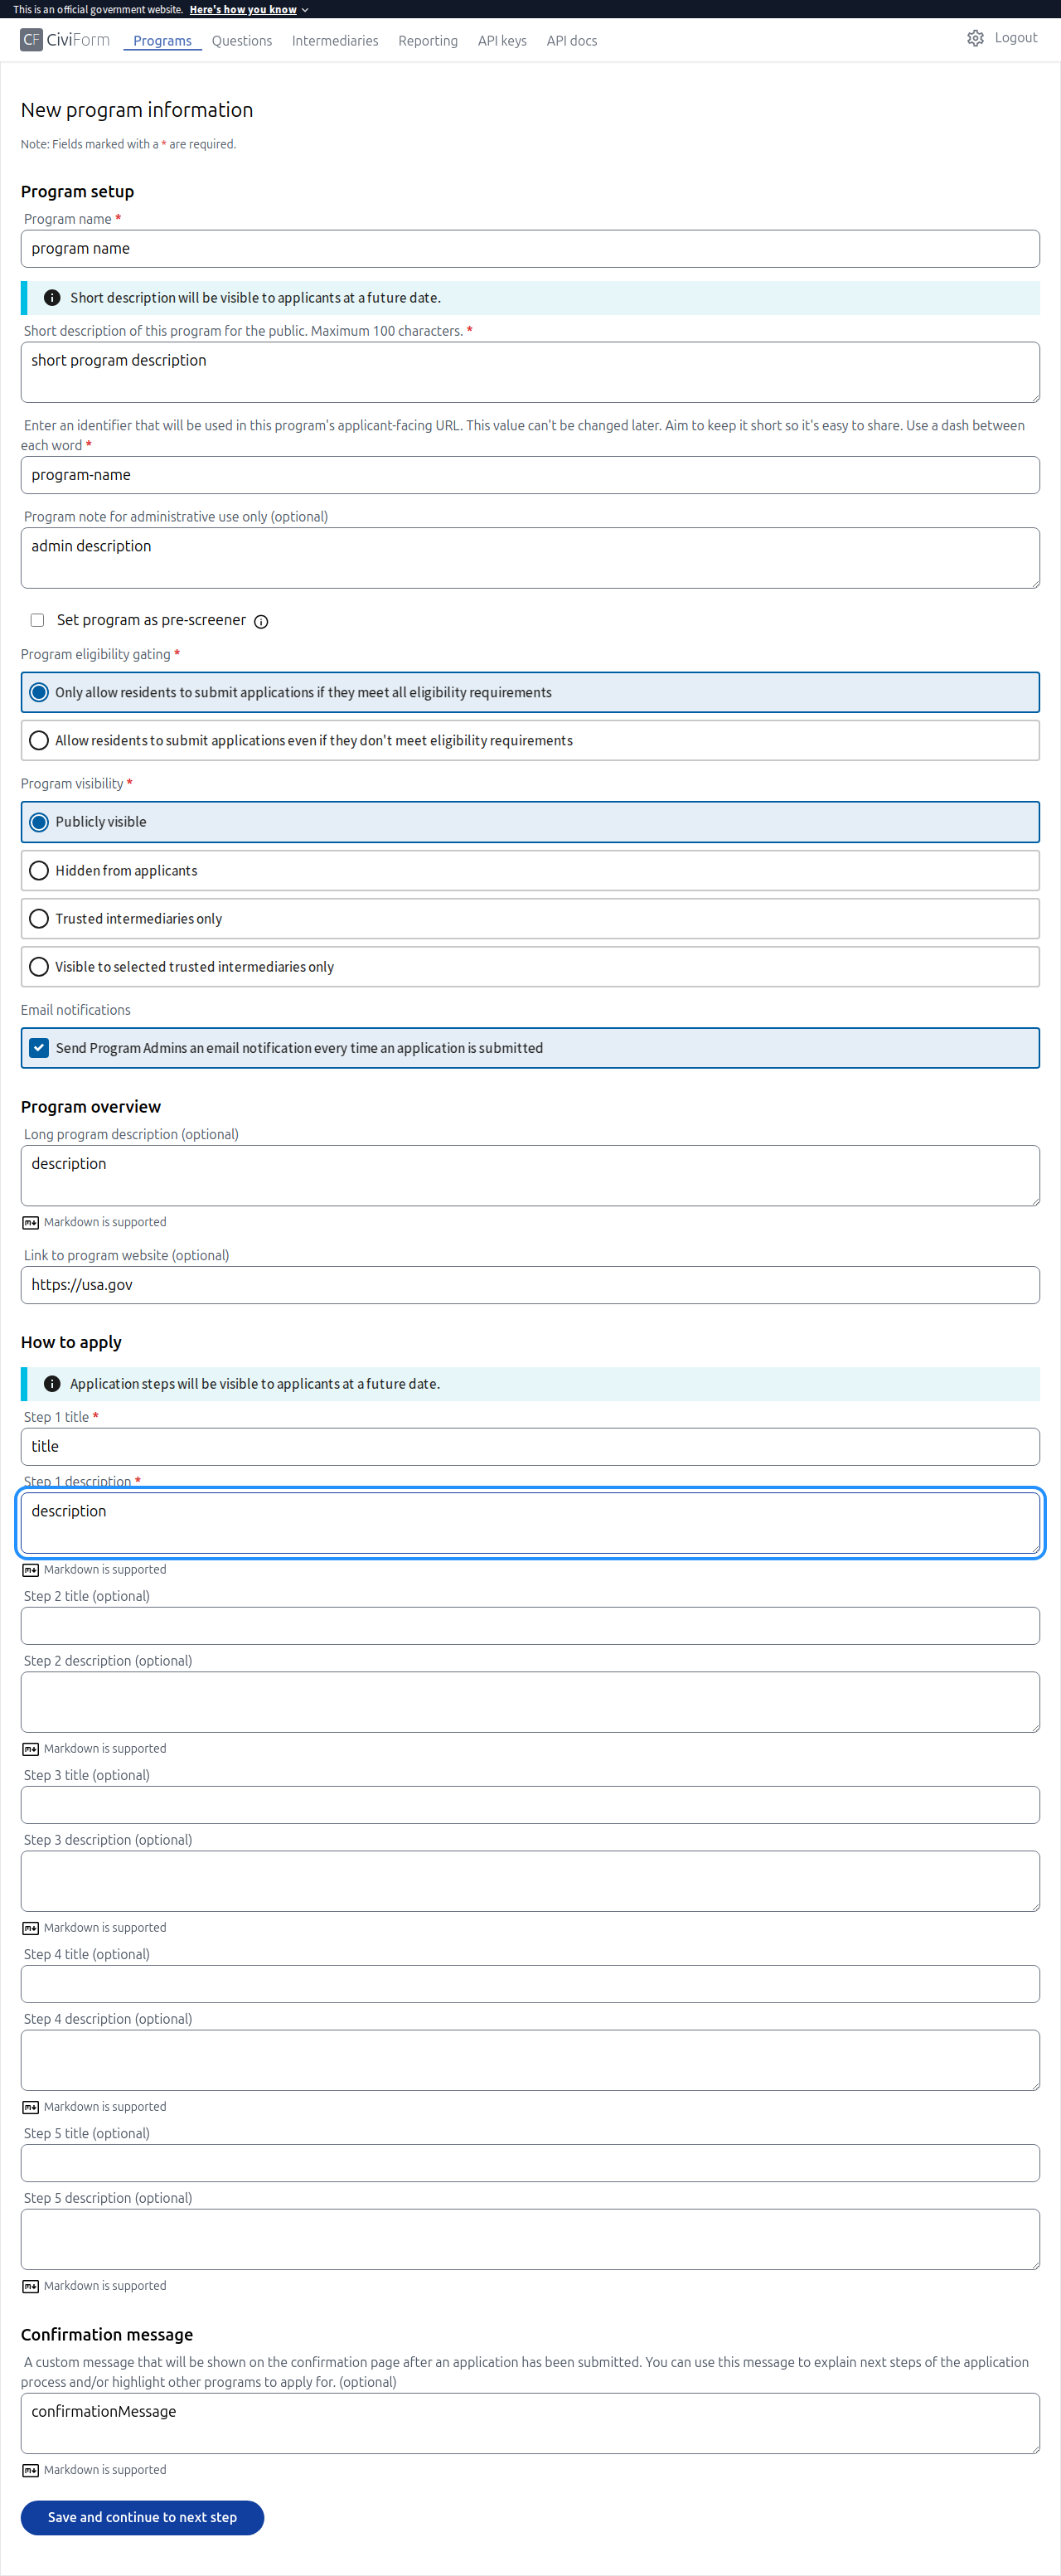 This is an official government website. Here's how you know
CF CiviForm Programs Questions Intermediaries Reporting API keys API docs Logout
New program information
Note: Fields marked with a * are required.
Program setup
Program name *
program name
Short description will be visible to applicants at a future date.
Short description of this program for the public. Maximum 100 characters. *
short program description
Enter an identifier that will be used in this program's applicant-facing URL. This value can't be changed later. Aim to keep it short so it's easy to share. Use a dash between
each word *
program-name
Program note for administrative use only (optional)
admin description
Set program as pre-screener
Program eligibility gating *
Only allow residents to submit applications if they meet all eligibility requirements
Allow residents to submit applications even if they don't meet eligibility requirements
Program visibility *
Publicly visible
Hidden from applicants
Trusted intermediaries only
Visible to selected trusted intermediaries only
Email notifications
Send Program Admins an email notification every time an application is submitted
Program overview
Long program description (optional)
description
Markdown is supported
Link to program website (optional)
https://usa.gov
How to apply
Application steps will be visible to applicants at a future date.
Step 1 title *
title
Step 1 description *
description
Markdown is supported
Step 2 title (optional)
Step 2 description (optional)
Markdown is supported
Step 3 title (optional)
Step 3 description (optional)
Markdown is supported
Step 4 title (optional)
Step 4 description (optional)
Markdown is supported
Step 5 title (optional)
Step 5 description (optional)
Markdown is supported
Confirmation message
A custom message that will be shown on the confirmation page after an application has been submitted. You can use this message to explain next steps of the application
process and/or highlight other programs to apply for. (optional)
confirmationMessage
Markdown is supported
Save and continue to next step